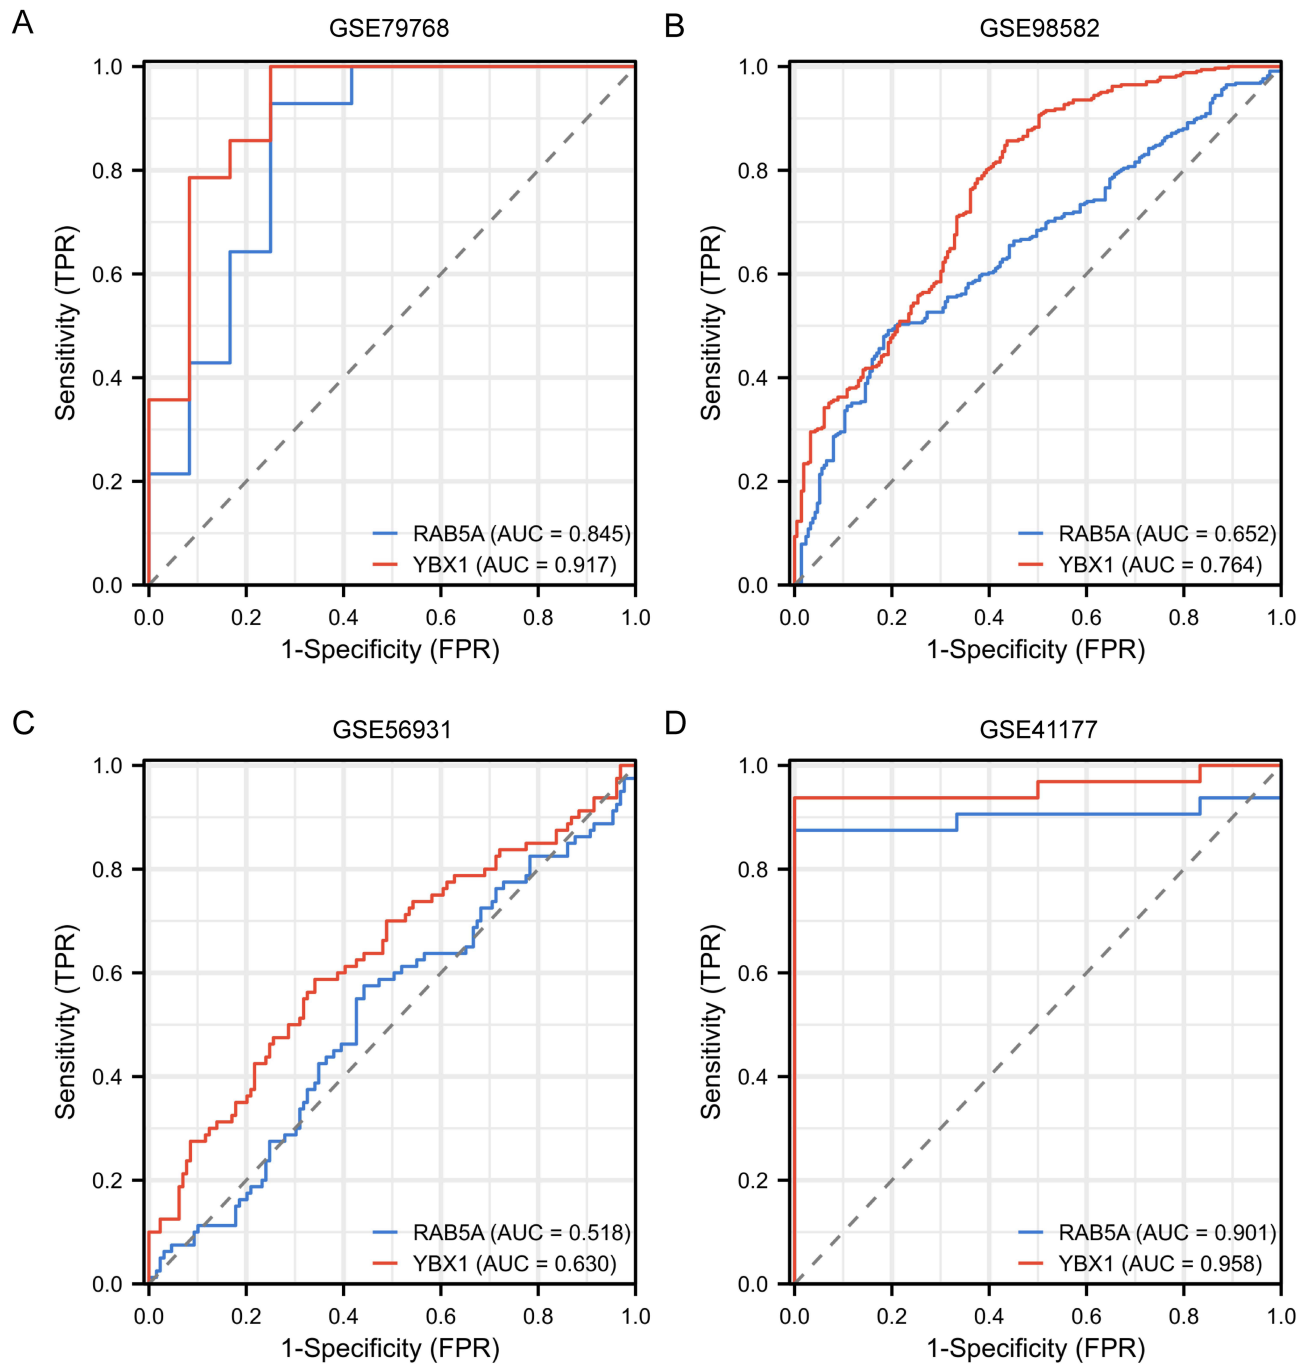 A
GSE79768
1.0
0.8
0.6
0.4
0.2
0.0
Sensitivity (TPR)
RAB5A (AUC = 0.845)
YBX1 (AUC = 0.917)
0.0 0.2 0.4 0.6 0.8 1.0
1-Specificity (FPR)
B
GSE98582
1.0
0.8
0.6
0.4
0.2
0.0
Sensitivity (TPR)
RAB5A (AUC = 0.652)
YBX1 (AUC = 0.764)
0.0 0.2 0.4 0.6 0.8 1.0
1-Specificity (FPR)
C
GSE56931
1.0
0.8
0.6
0.4
0.2
0.0
Sensitivity (TPR)
RAB5A (AUC = 0.518)
YBX1 (AUC = 0.630)
0.0 0.2 0.4 0.6 0.8 1.0
1-Specificity (FPR)
D
GSE41177
1.0
0.8
0.6
0.4
0.2
0.0
Sensitivity (TPR)
RAB5A (AUC = 0.901)
YBX1 (AUC = 0.958)
0.0 0.2 0.4 0.6 0.8 1.0
1-Specificity (FPR)